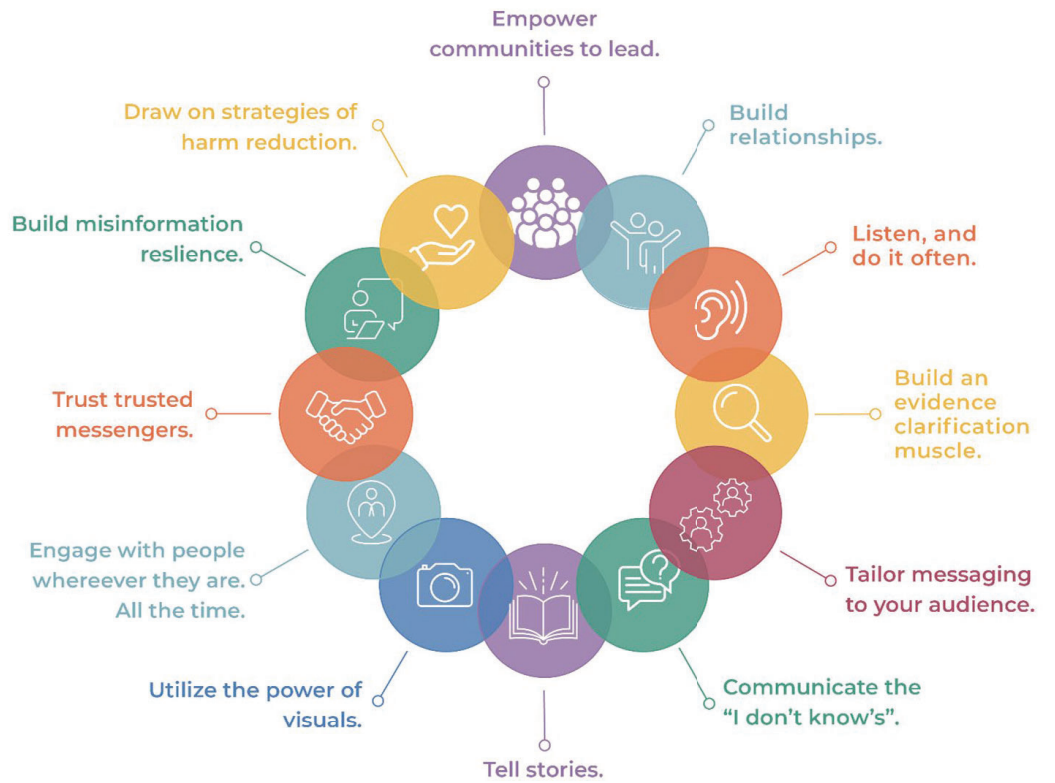 Empower
communities to lead.
Build
relationships.
Listen, and
do it often.
Build an
evidence
clarification
muscle.
Tailor messaging
to your audience.
Communicate the
“I don’t know’s”.
Tell stories.
Utilize the power of
visuals.
Engage with people
whereever they are.
All the time.
Trust trusted
messengers.
Build misinformation
reslience.
Draw on strategies of
harm reduction.
?